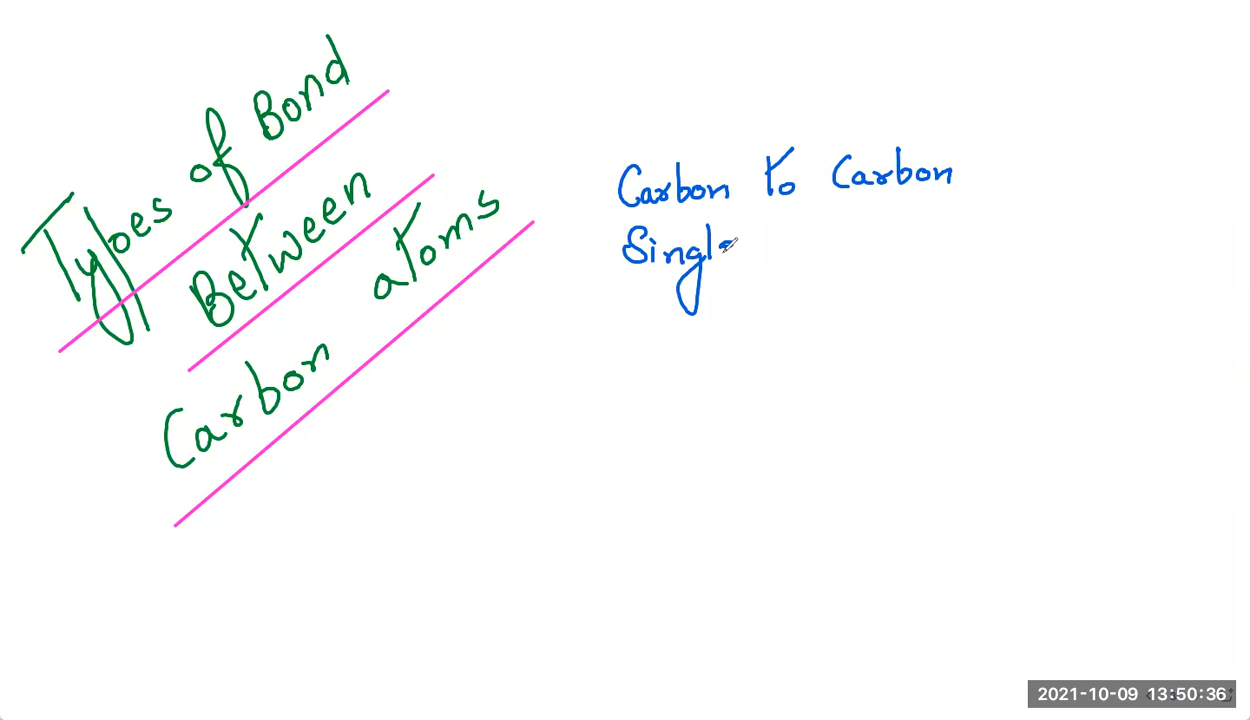 Types of Bond
Between
Carbon atoms
Carbon to Carbon
Single
2021-10-09 13:50:36